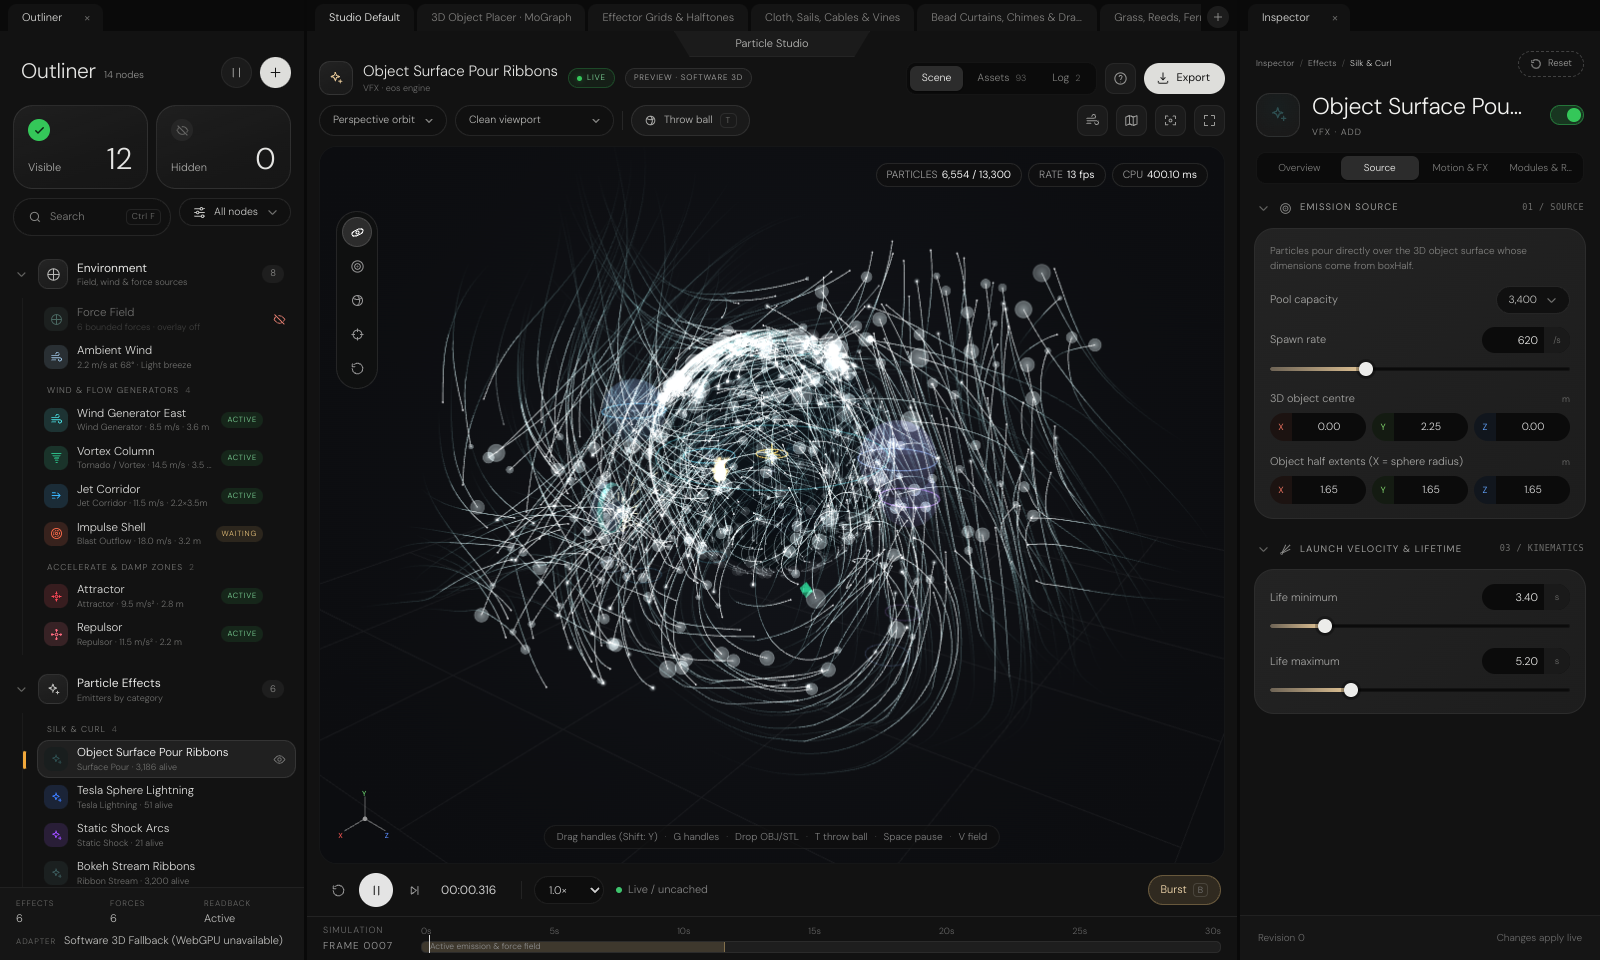 Outliner ×
Outliner 14 nodes
Visible 12
Hidden 0
Search Ctrl F
All nodes
Environment 8
Field, wind & force sources
Force Field
6 bounded forces · overlay off
Ambient Wind
2.2 m/s at 68° · Light breeze
WIND & FLOW GENERATORS 4
Wind Generator East ACTIVE
Wind Generator · 8.5 m/s · 3.6 m
Vortex Column ACTIVE
Tornado / Vortex · 14.5 m/s · 3.5 ...
Jet Corridor ACTIVE
Jet Corridor · 11.5 m/s · 2.2×3.5m
Impulse Shell WAITING
Blast Outflow · 18.0 m/s · 3.2 m
ACCELERATE & DAMP ZONES 2
Attractor ACTIVE
Attractor · 9.5 m/s² · 2.8 m
Repulsor ACTIVE
Repulsor · 11.5 m/s² · 2.2 m
Particle Effects 6
Emitters by category
SILK & CURL 4
Object Surface Pour Ribbons
Surface Pour · 3,186 alive
Tesla Sphere Lightning
Tesla Lightning · 51 alive
Static Shock Arcs
Static Shock · 21 alive
Bokeh Stream Ribbons
Ribbon Stream · 3,200 alive
EFFECTS FORCES READBACK
6 6 Active
ADAPTER Software 3D Fallback (WebGPU unavailable)
Studio Default 3D Object Placer · MoGraph Effector Grids & Halftones Cloth, Sails, Cables & Vines Bead Curtains, Chimes & Dra... Grass, Reeds, Fer +
Particle Studio
Object Surface Pour Ribbons LIVE PREVIEW · SOFTWARE 3D
VFX · eos engine
Scene Assets 93 Log 2 Export
Perspective orbit Clean viewport Throw ball T
PARTICLES 6,554 / 13,300 RATE 13 fps CPU 400.10 ms
Y
X Z
Drag handles (Shift: Y) · G handles · Drop OBJ/STL · T throw ball · Space pause · V field
00:00.316 1.0× Live / uncached Burst B
SIMULATION 0s 5s 10s 15s 20s 25s 30s
FRAME 0007 Active emission & force field
Inspector ×
Inspector / Effects / Silk & Curl Reset
Object Surface Pou...
VFX · ADD
Overview Source Motion & FX Modules & R...
EMISSION SOURCE 01 / SOURCE
Particles pour directly over the 3D object surface whose
dimensions come from boxHalf.
Pool capacity 3,400
Spawn rate 620 /s
3D object centre m
X 0.00 Y 2.25 Z 0.00
Object half extents (X = sphere radius) m
X 1.65 Y 1.65 Z 1.65
LAUNCH VELOCITY & LIFETIME 03 / KINEMATICS
Life minimum 3.40 s
Life maximum 5.20 s
Revision 0 Changes apply live